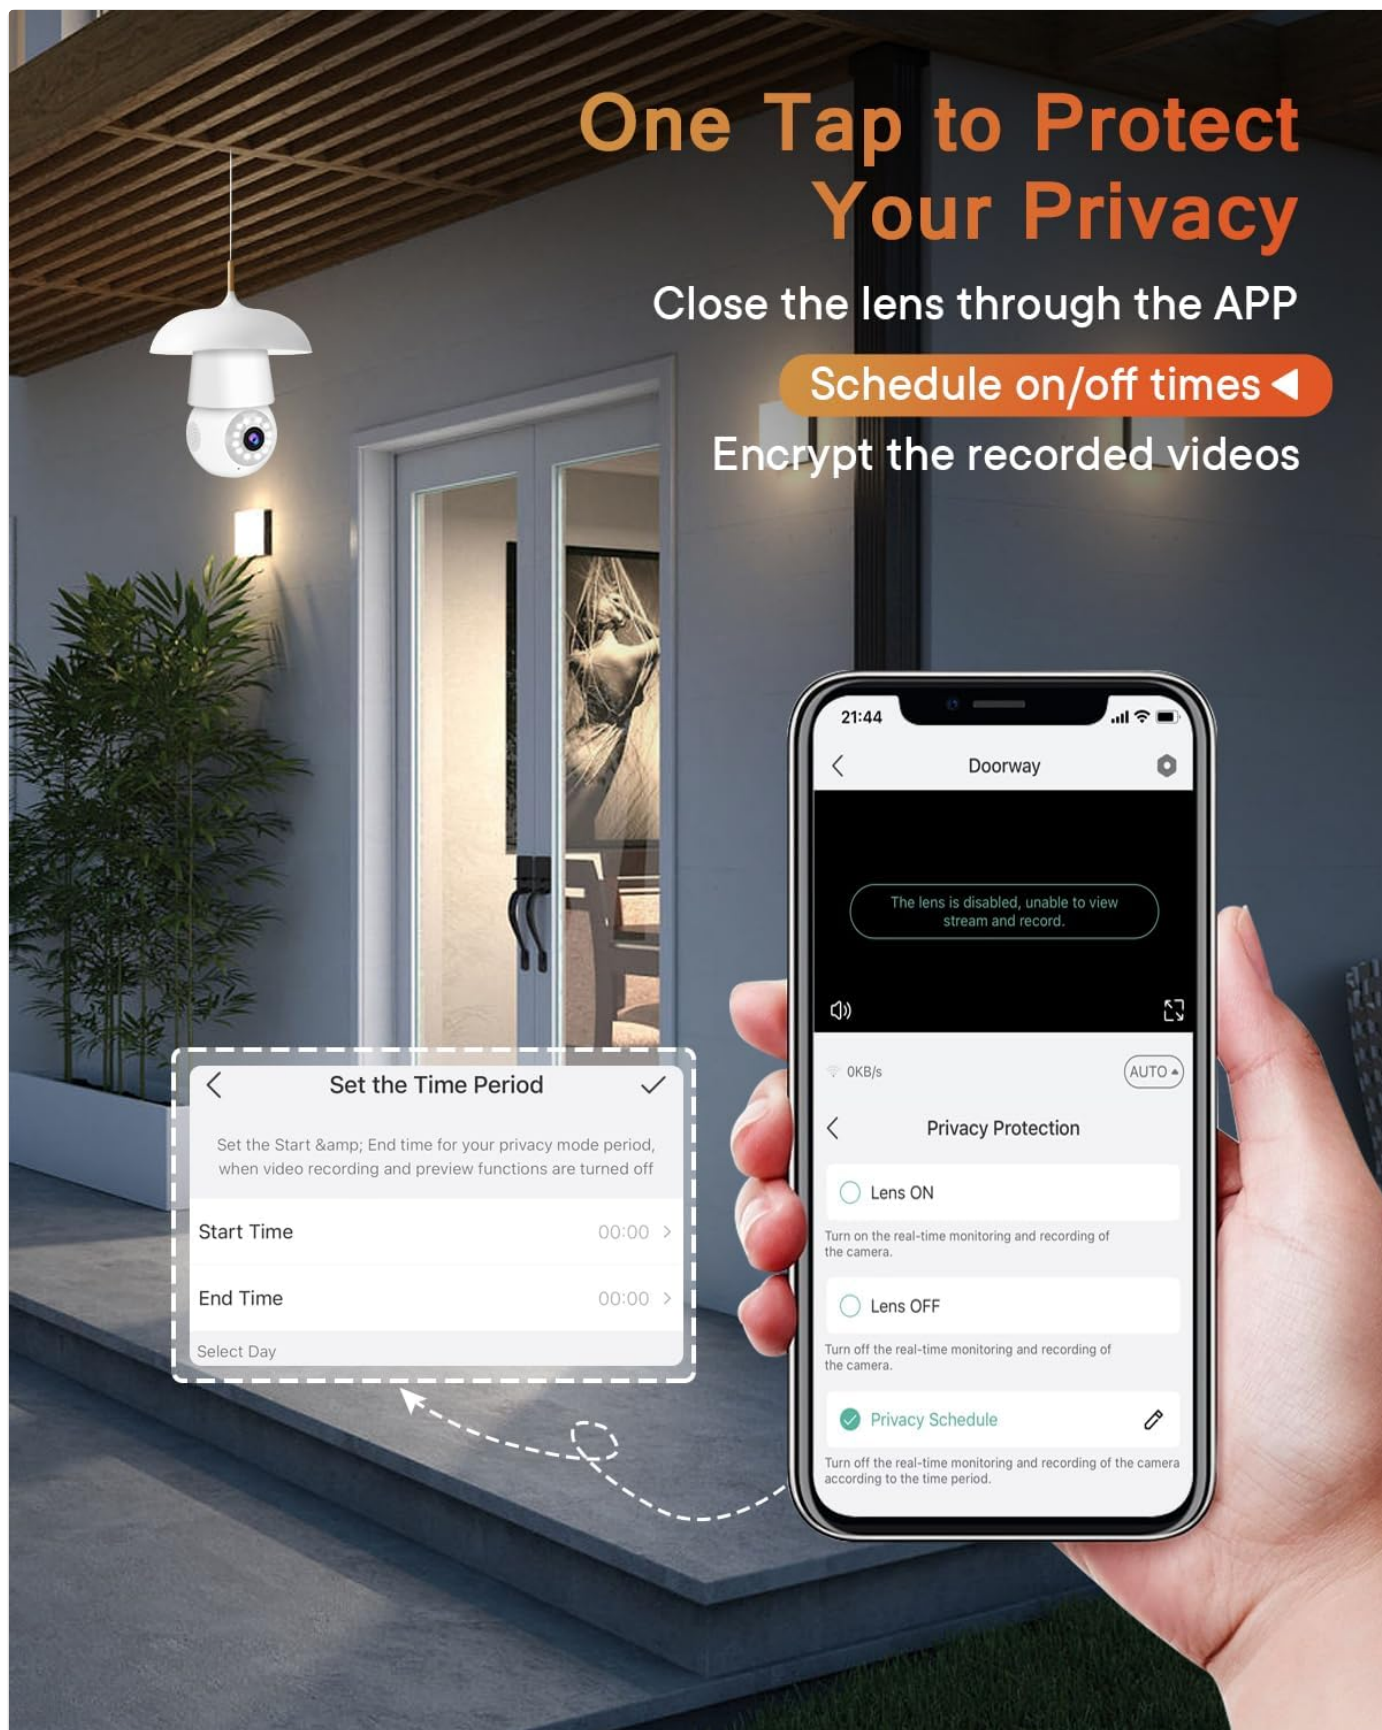 One Tap to Protect
Your Privacy
Close the lens through the APP
Schedule on/off times
Encrypt the recorded videos
21:44
Doorway
The lens is disabled, unable to view
stream and record.
0KB/s
AUTO
Privacy Protection
Lens ON
Turn on the real-time monitoring and recording of
the camera.
Lens OFF
Turn off the real-time monitoring and recording of
the camera.
Privacy Schedule
Turn off the real-time monitoring and recording of the camera
according to the time period.
Set the Time Period
Set the Start &amp; End time for your privacy mode period,
when video recording and preview functions are turned off
Start Time 00:00
End Time 00:00
Select Day